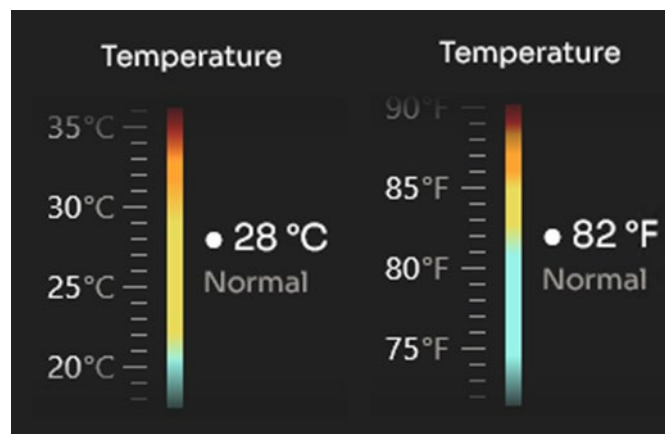 Temperature
35°C
30°C
28 °C
Normal
25°C
20°C
Temperature
90°F
85°F
82 °F
Normal
80°F
75°F